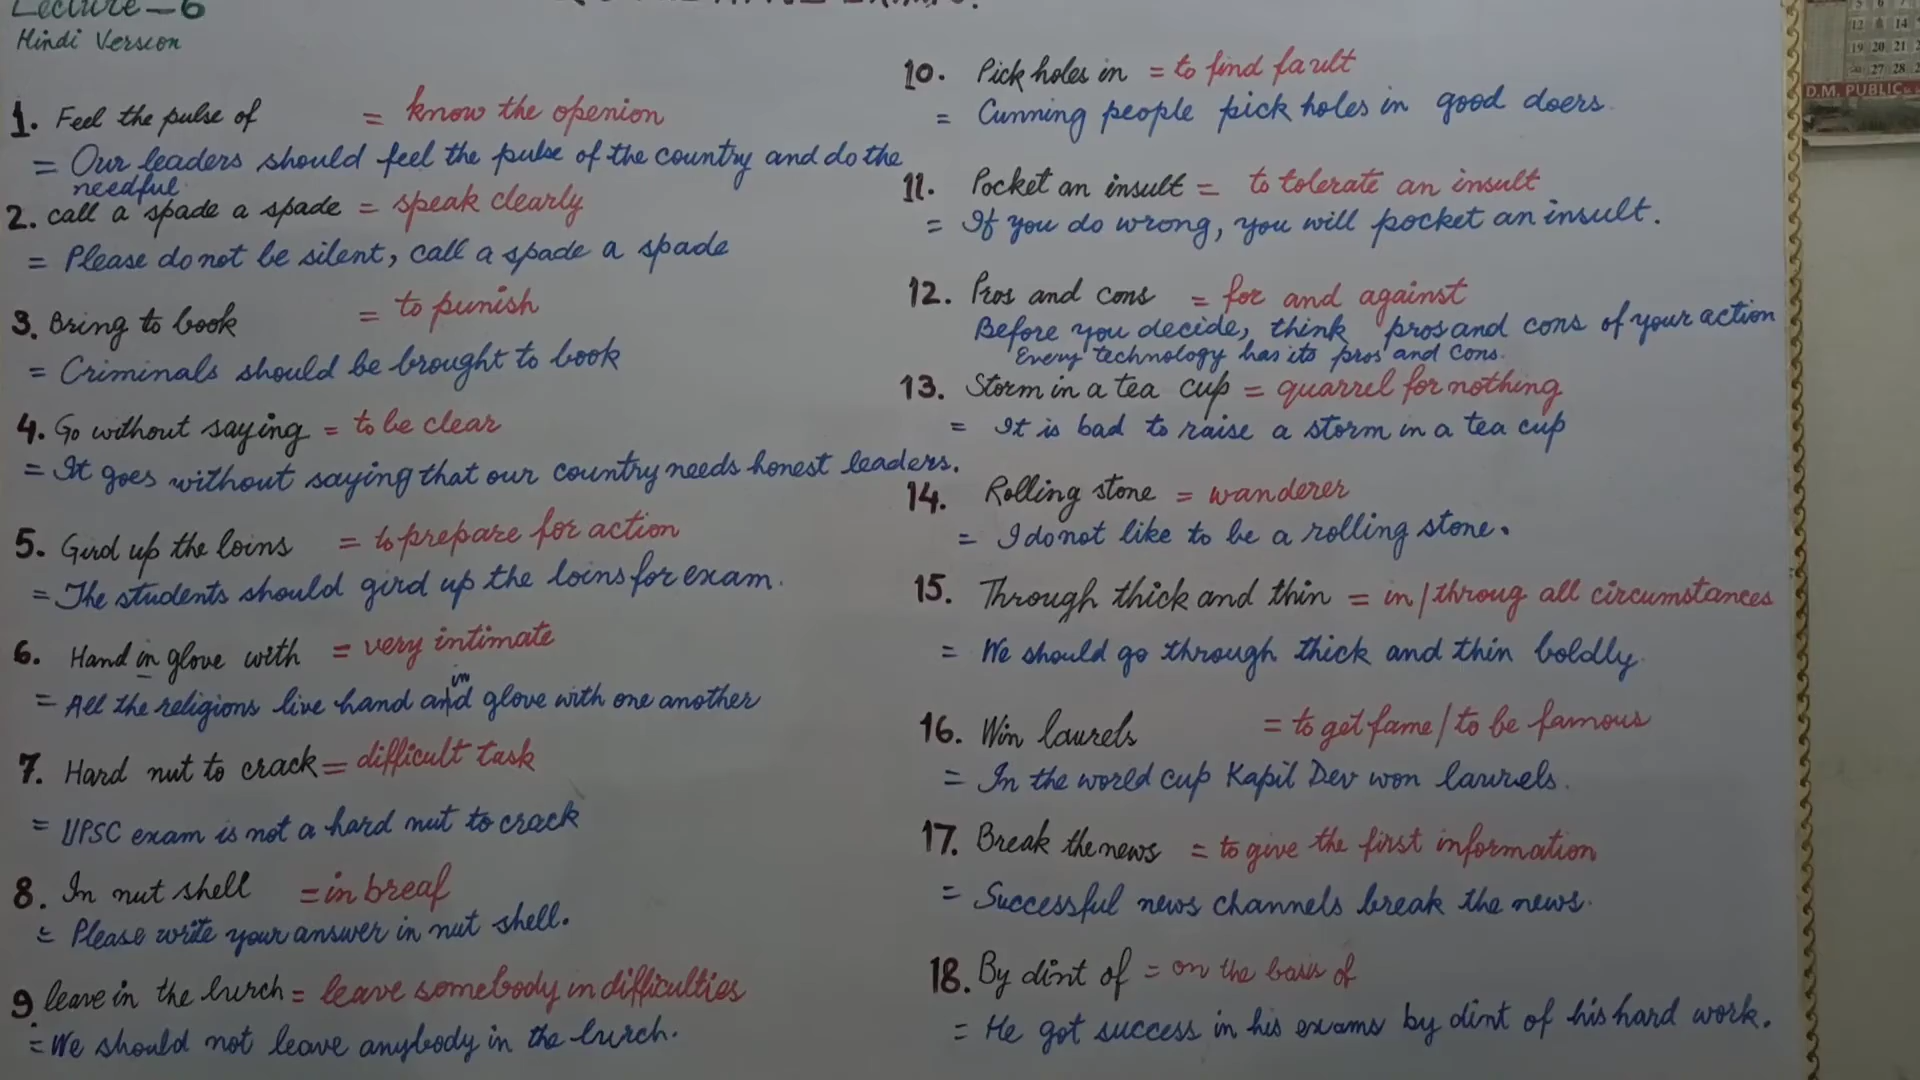 Lecture - 6
Hindi Version
1. Feel the pulse of = know the openion
= Our leaders should feel the pulse of the country and do the
needful.
2. Call a spade a spade = speak clearly
= Please do not be silent, call a spade a spade
3. Bring to book = to punish
= Criminals should be brought to book
4. Go without saying = to be clear
= It goes without saying that our country needs honest leaders.
5. Gird up the loins = to prepare for action
= The students should gird up the loins for exam.
6. Hand in glove with = very intimate
in
= All the religions live hand and glove with one another
7. Hard nut to crack = difficult task
= UPSC exam is not a hard nut to crack
8. In nut shell = in breaf
= Please write your answer in nut shell.
9. leave in the lurch = leave somebody in difficulties
= We should not leave anybody in the lurch.
10. Pick holes in = to find fault
= Cunning people pick holes in good doers.
11. Pocket an insult = to tolerate an insult
= If you do wrong, you will pocket an insult.
12. Pros and cons = for and against
Before you decide, think pros and cons of your action
Every technology has its pros and cons.
13. Storm in a tea cup = quarrel for nothing
= It is bad to raise a storm in a tea cup
14. Rolling stone = wanderer
= I do not like to be a rolling stone.
15. Through thick and thin = in / throug all circumstances
= We should go through thick and thin boldly.
16. Win laurels = to get fame / to be famous
= In the world cup Kapil Dev won laurels.
17. Break the news = to give the first information
= Successful news channels break the news.
18. By dint of = on the basis of
= He got success in his exams by dint of his hard work.
12 14
19 20 21
27 28
D.M. PUBLIC